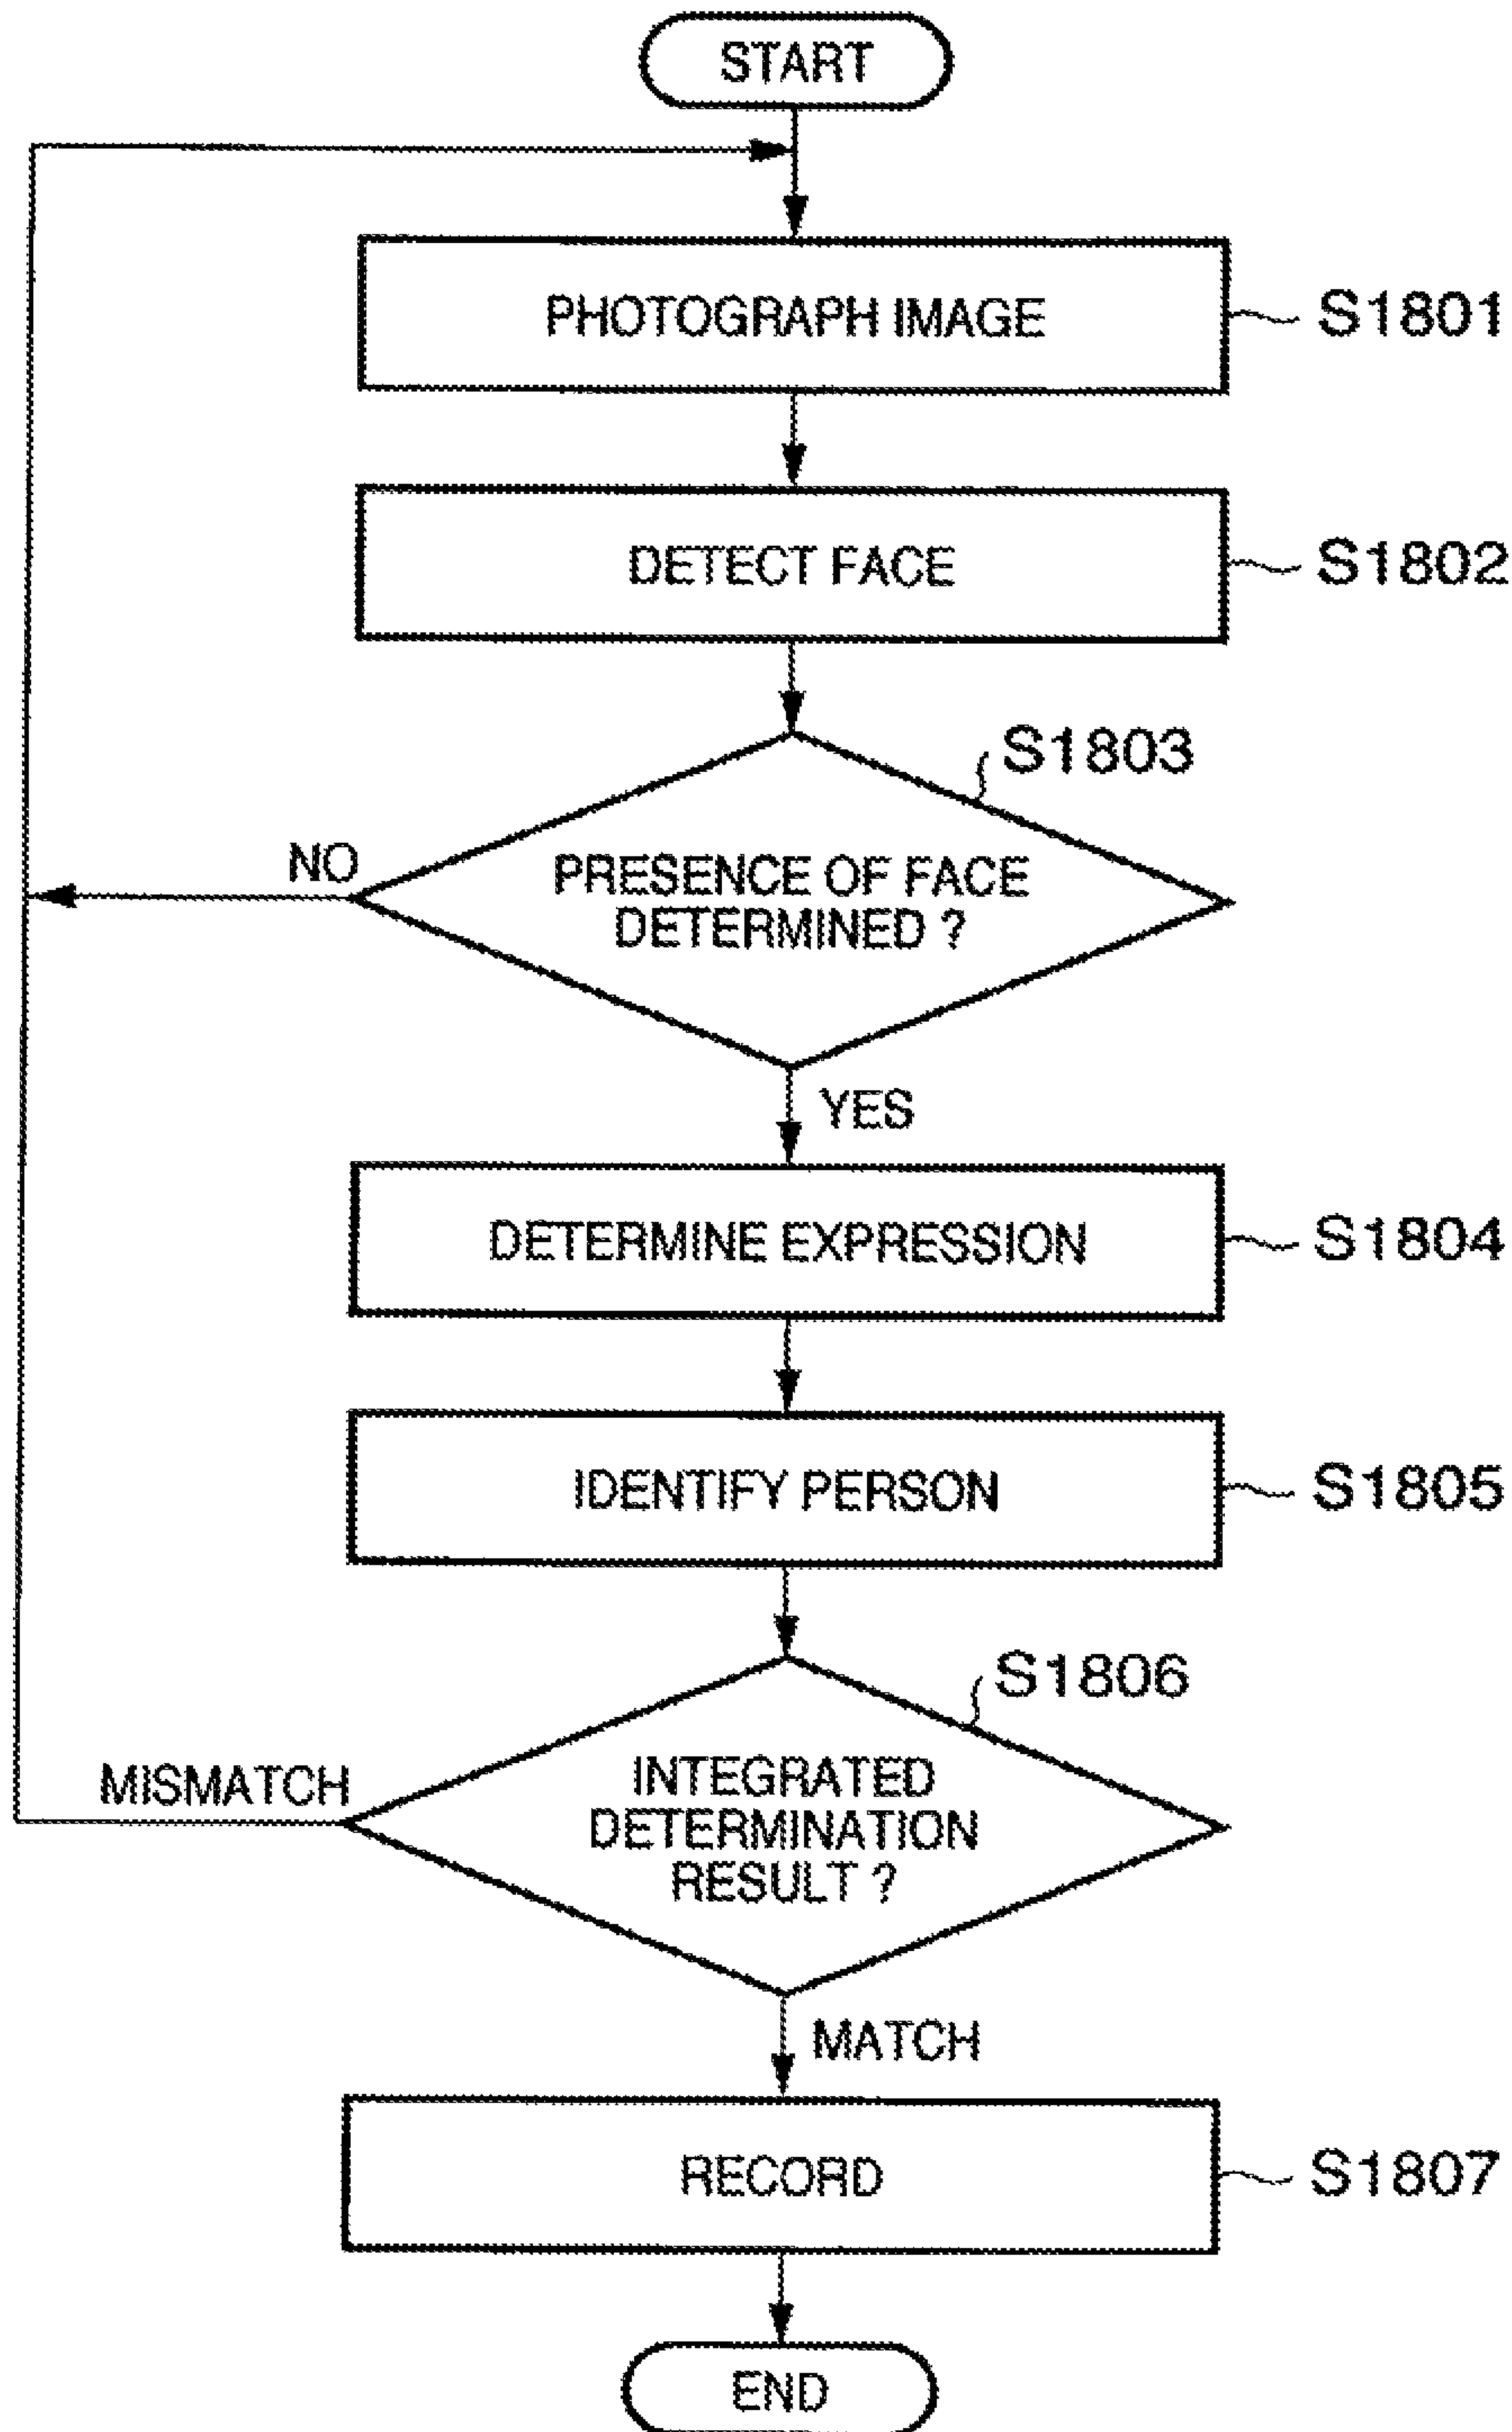 START
PHOTOGRAPH IMAGE
S1801
DETECT FACE
S1802
S1803
PRESENCE OF FACE
DETERMINED ?
NO
YES
DETERMINE EXPRESSION
S1804
IDENTIFY PERSON
S1805
S1806
INTEGRATED
DETERMINATION
RESULT ?
MISMATCH
MATCH
RECORD
S1807
END